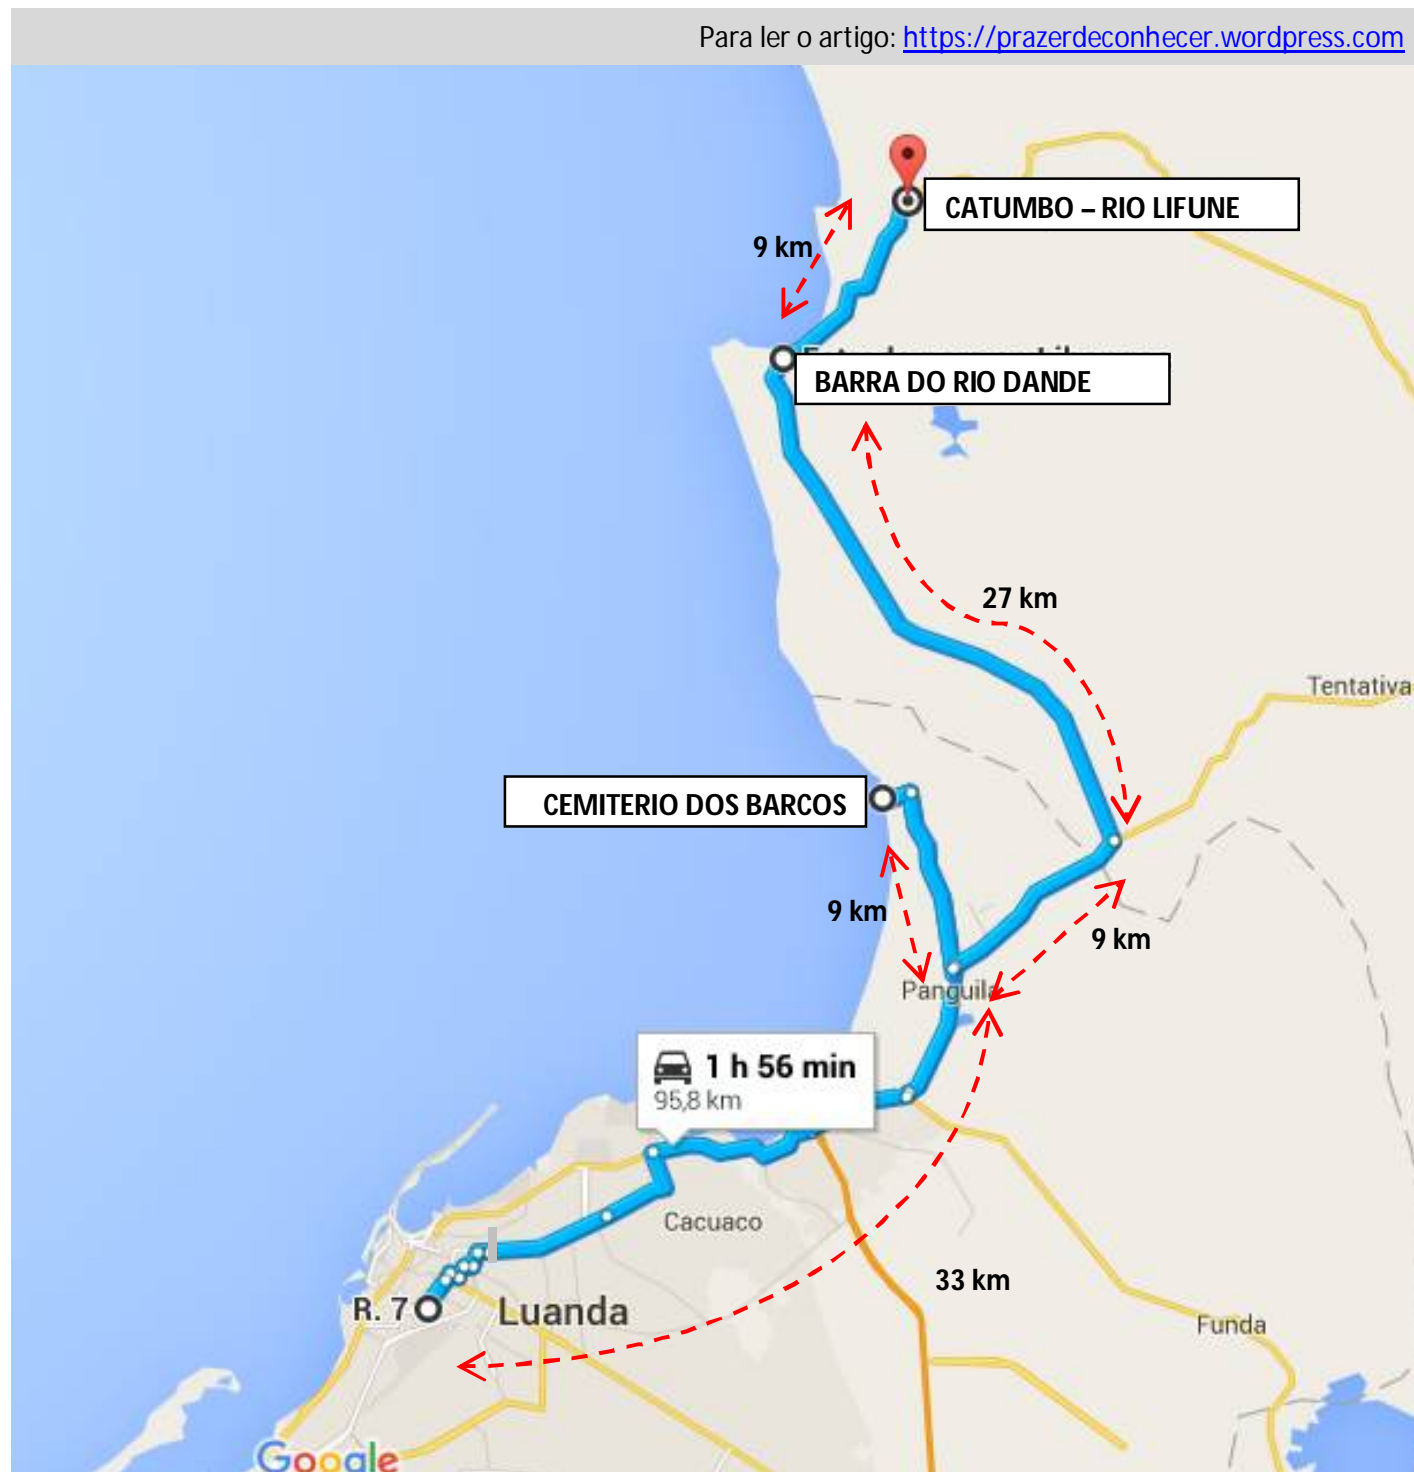 Para ler o artigo: https://prazerdeconhecer.wordpress.com
CATUMBO – RIO LIFUNE
9 km
BARRA DO RIO DANDE
27 km
Tentativa
CEMITERIO DOS BARCOS
9 km
9 km
Panguila
1 h 56 min
95,8 km
Cacuaco
33 km
R. 7
Luanda
Funda
Google